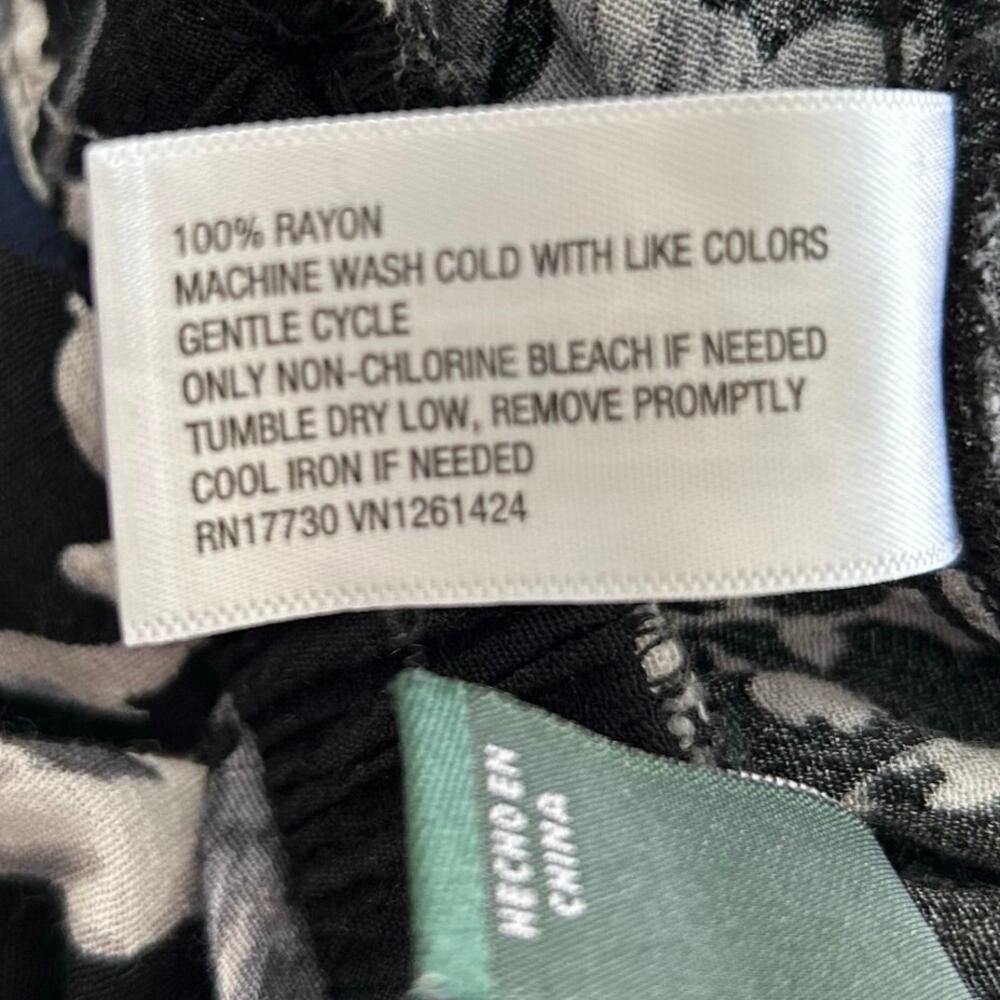 100% RAYON
MACHINE WASH COLD WITH LIKE COLORS
GENTLE CYCLE
ONLY NON-CHLORINE BLEACH IF NEEDED
TUMBLE DRY LOW, REMOVE PROMPTLY
COOL IRON IF NEEDED
RN17730 VN1261424
HECHO EN
CHINA